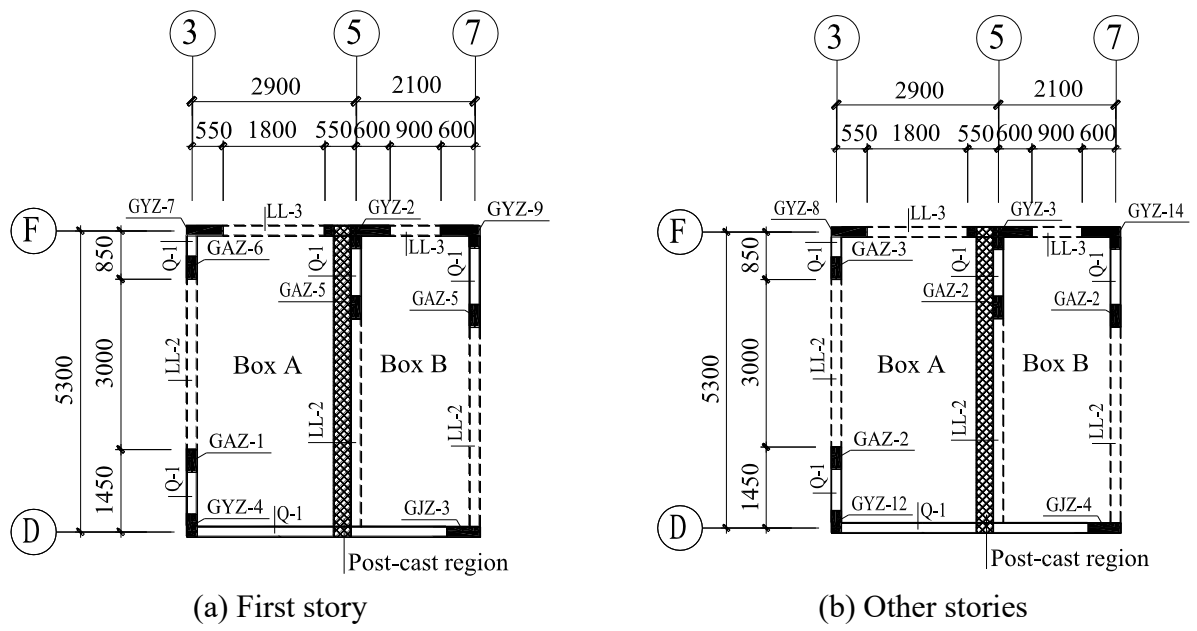 3
5
7
2900
2100
550
1800
550
600
900
600
GYZ-7
LL-3
GYZ-2
GYZ-9
F
850
Q-1
GAZ-6
Q-1
LL-3
Q-1
GAZ-5
GAZ-5
5300
3000
LL-2
Box A
Box B
LL-2
LL-2
GAZ-1
1450
Q-1
GYZ-4
Q-1
GJZ-3
D
Post-cast region
(a) First story
3
5
7
2900
2100
550
1800
550
600
900
600
GYZ-8
LL-3
GYZ-3
GYZ-14
F
850
Q-1
GAZ-3
Q-1
LL-3
Q-1
GAZ-2
GAZ-2
5300
3000
LL-2
Box A
Box B
LL-2
LL-2
GAZ-2
1450
Q-1
GYZ-12
Q-1
GJZ-4
D
Post-cast region
(b) Other stories